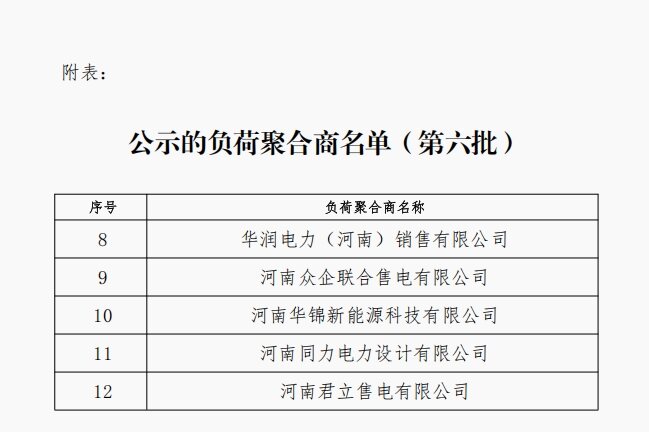 附表：
公示的负荷聚合商名单（第六批）
序号 负荷聚合商名称
8 华润电力（河南）销售有限公司
9 河南众企联合售电有限公司
10 河南华锦新能源科技有限公司
11 河南同力电力设计有限公司
12 河南君立售电有限公司